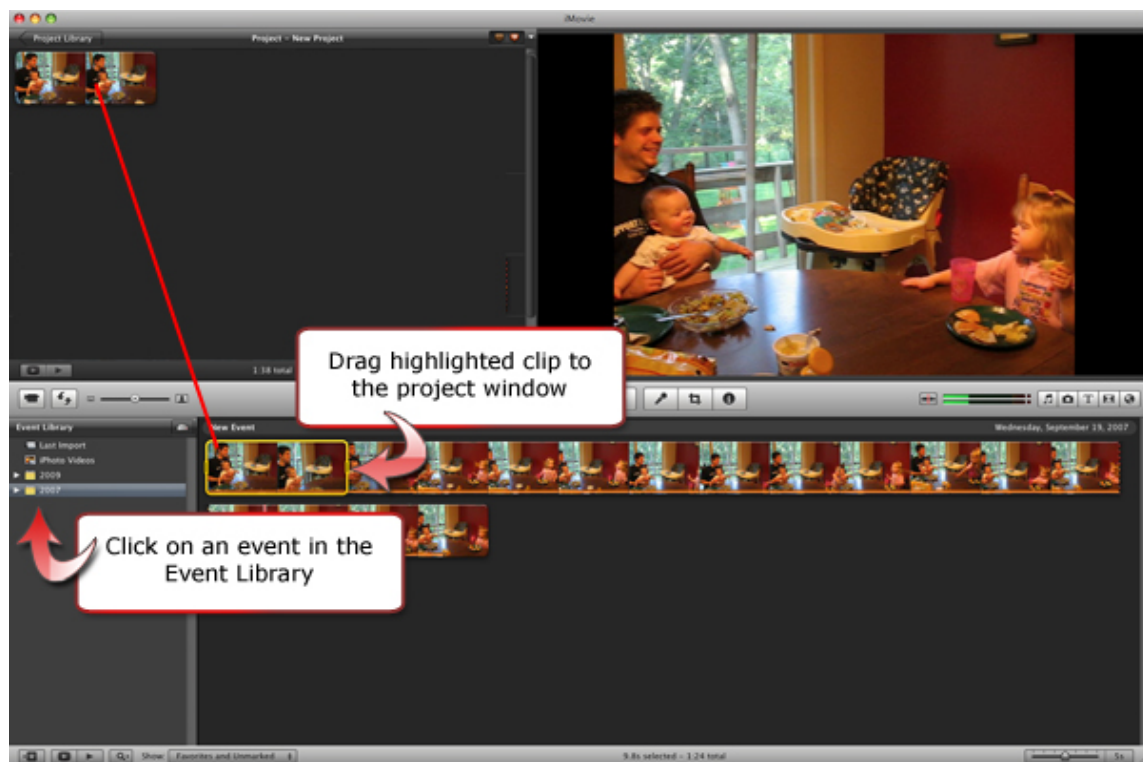 iMovie
Project Library
Project - New Project
1:38 total
Drag highlighted clip to
the project window
Event Library
New Event
Wednesday, September 19, 2007
Last Import
iPhoto Videos
2009
2007
Click on an event in the
Event Library
Show: Favorites and Unmarked
9.8s selected - 1:24 total
5s